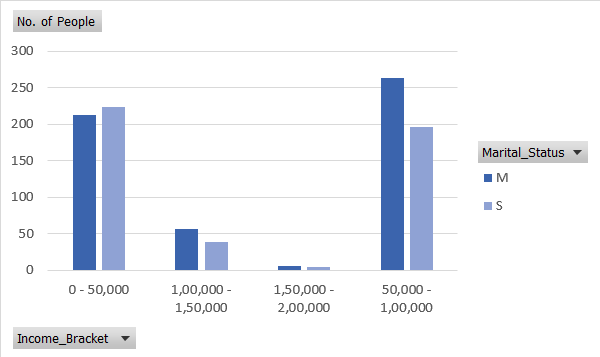 No. of People
300
250
200
150
100
50
0
0 - 50,000
1,00,000 -
1,50,000
1,50,000 -
2,00,000
50,000 -
1,00,000
Marital_Status
M
S
Income_Bracket